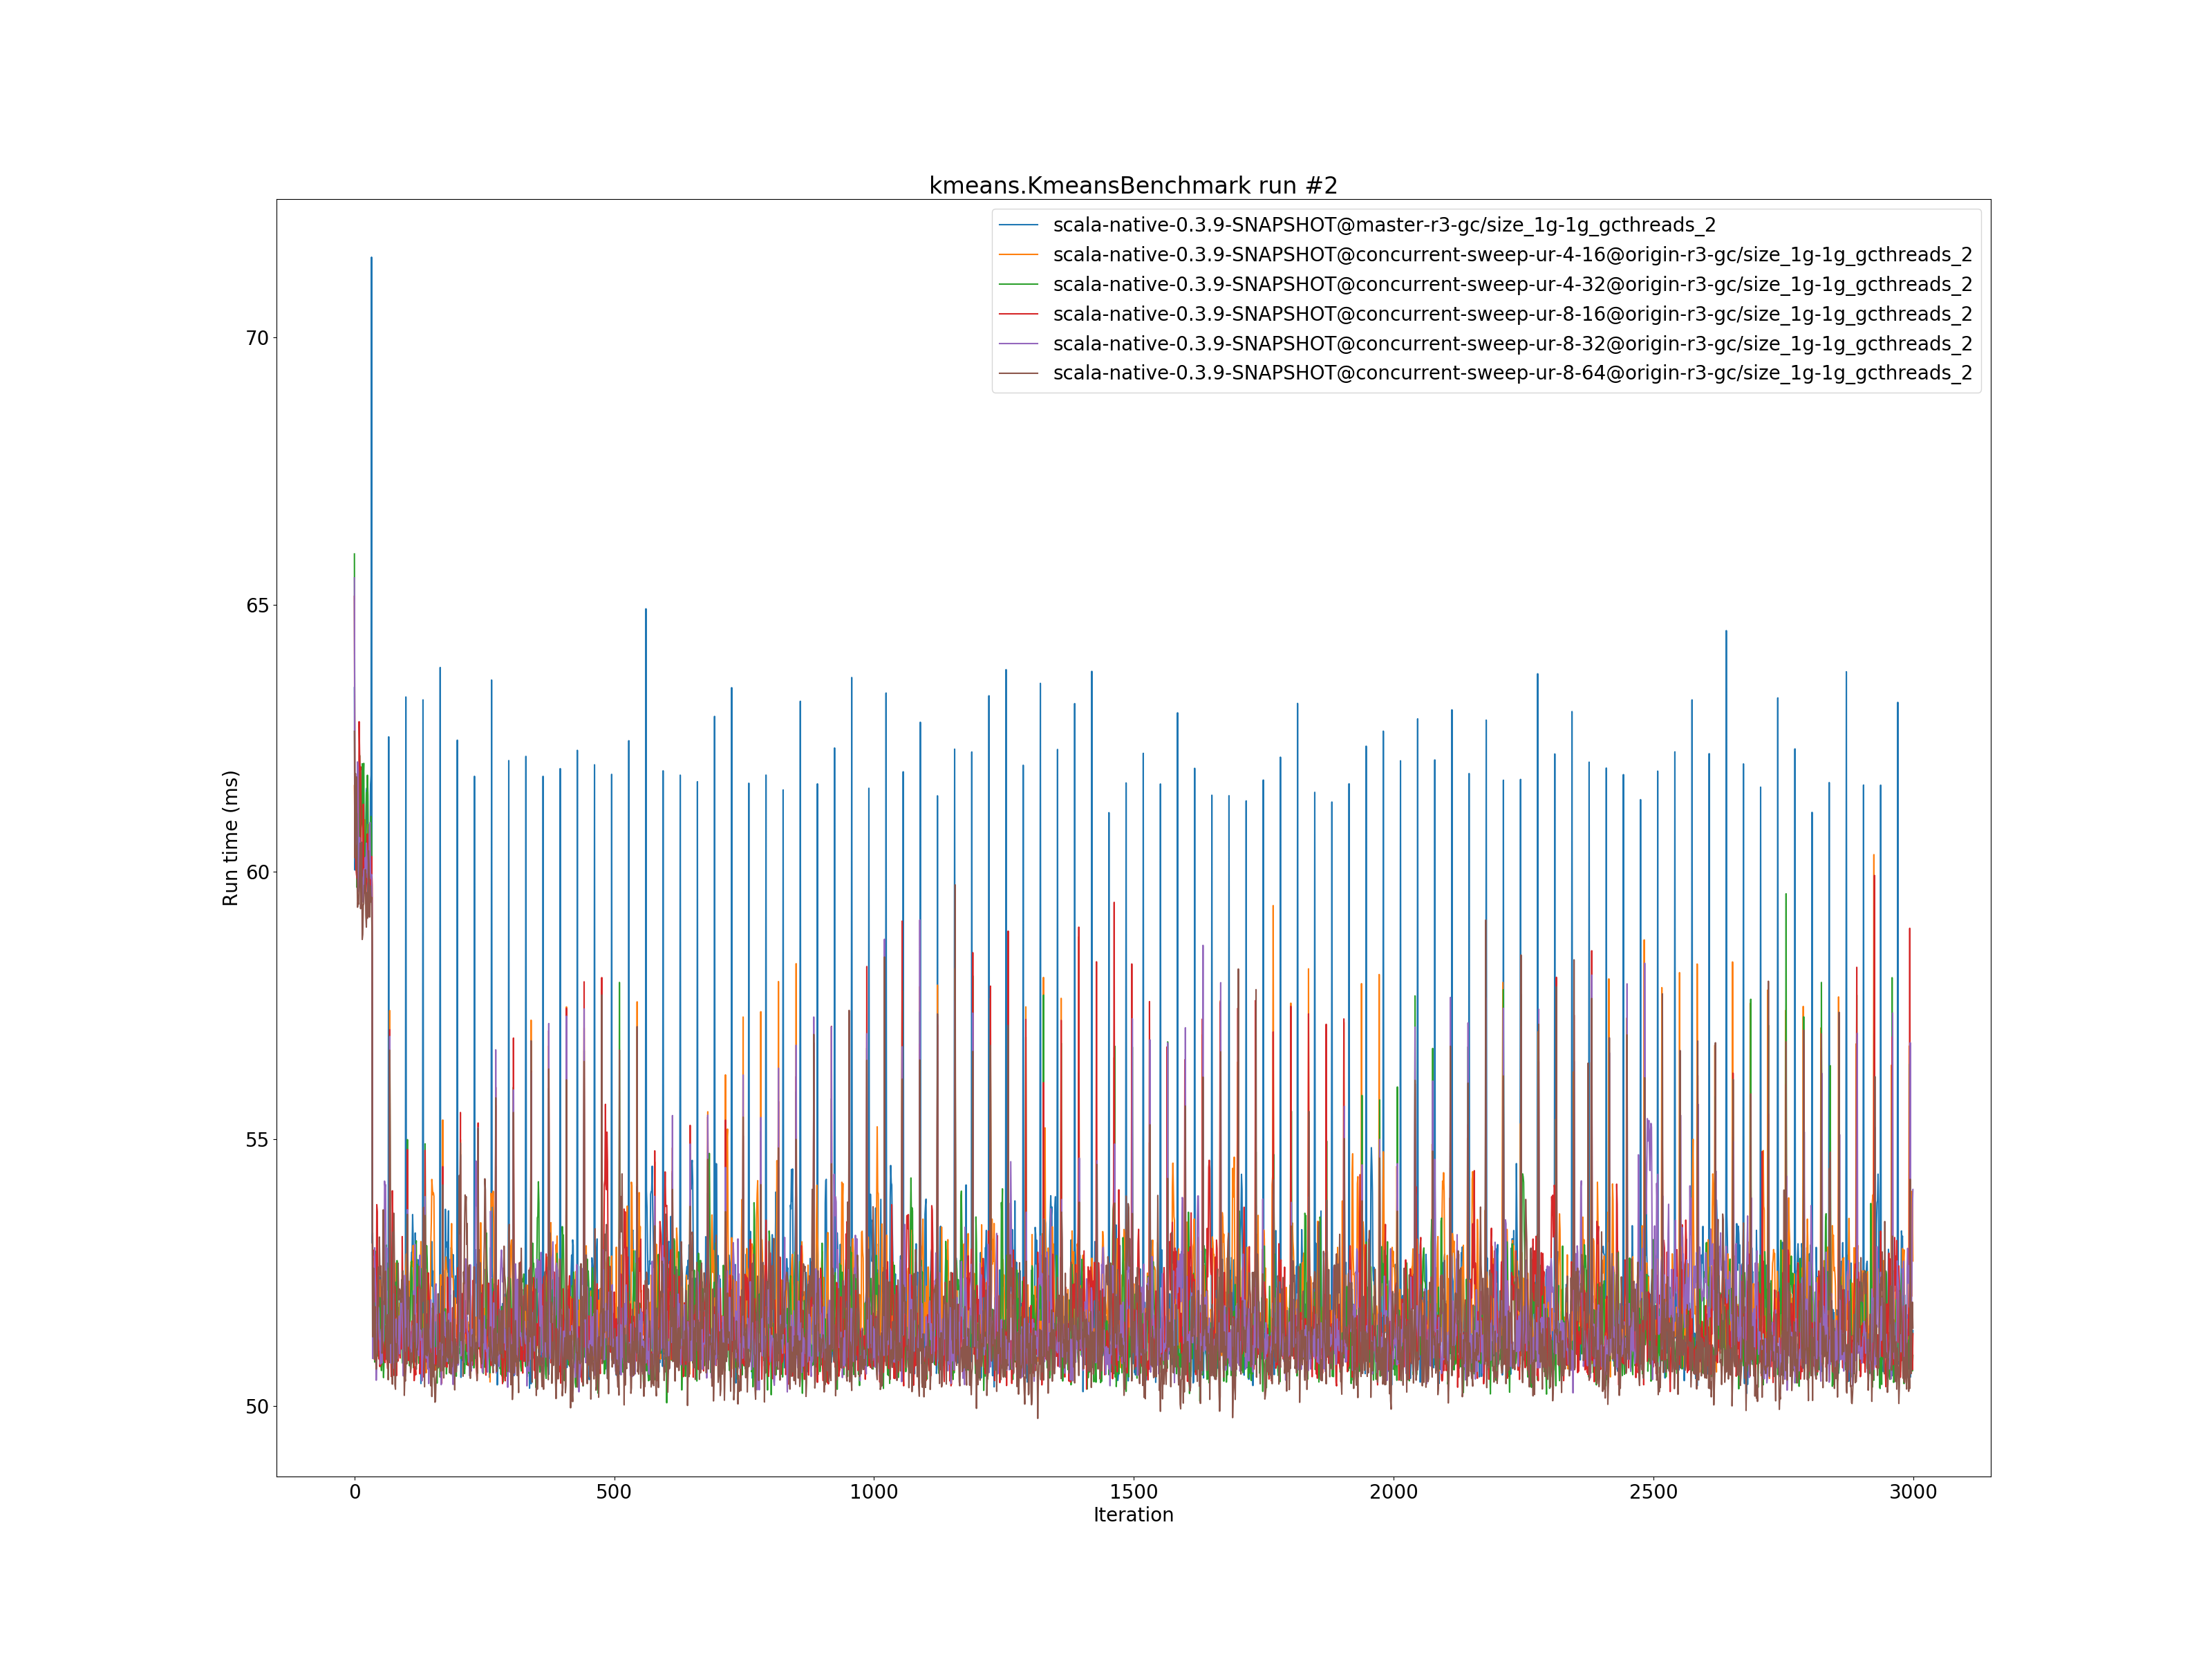 kmeans.KmeansBenchmark run #2
scala-native-0.3.9-SNAPSHOT@master-r3-gc/size_1g-1g_gcthreads_2
scala-native-0.3.9-SNAPSHOT@concurrent-sweep-ur-4-16@origin-r3-gc/size_1g-1g_gcthreads_2
scala-native-0.3.9-SNAPSHOT@concurrent-sweep-ur-4-32@origin-r3-gc/size_1g-1g_gcthreads_2
scala-native-0.3.9-SNAPSHOT@concurrent-sweep-ur-8-16@origin-r3-gc/size_1g-1g_gcthreads_2
scala-native-0.3.9-SNAPSHOT@concurrent-sweep-ur-8-32@origin-r3-gc/size_1g-1g_gcthreads_2
scala-native-0.3.9-SNAPSHOT@concurrent-sweep-ur-8-64@origin-r3-gc/size_1g-1g_gcthreads_2
70
65
60
55
50
Run time (ms)
0 500 1000 1500 2000 2500 3000
Iteration